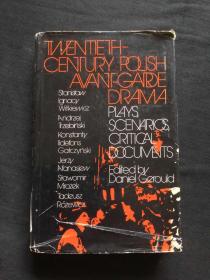 TWENTIETH-
CENTURY POLISH
AVANT-GARDE
DRAMA
PLAYS
SCENARIOS,
CRITICAL
DOCUMENTS
Edited by
Daniel Gerould
Stanisław
Ignacy
Witkiewicz
Andrzej
Trzebiński
Konstanty
Ildefons
Gałczyński
Jerzy
Afanasjew
Sławomir
Mrożek
Tadeusz
Różewicz